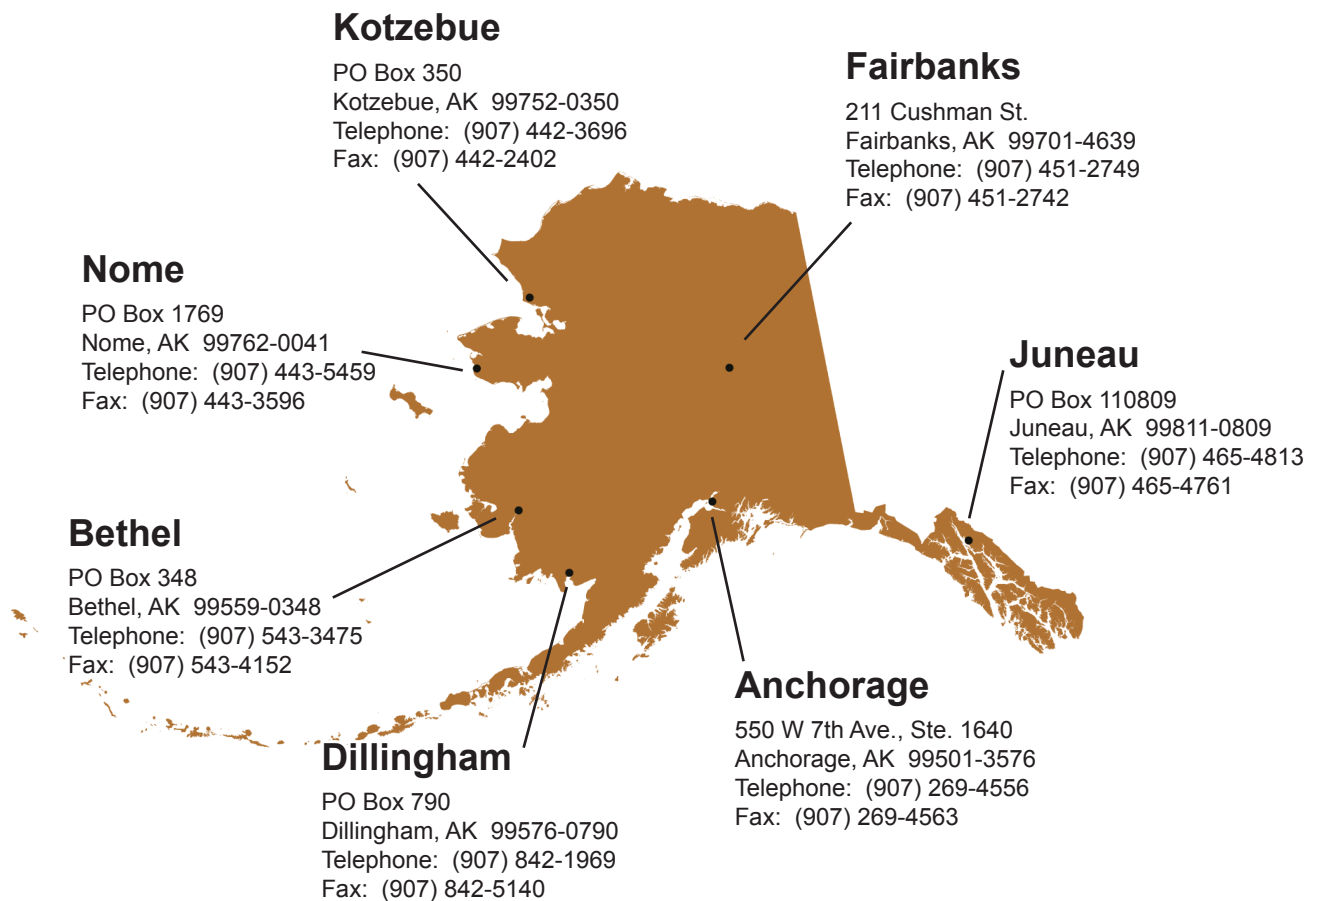 Kotzebue
PO Box 350
Kotzebue, AK  99752-0350
Telephone:  (907) 442-3696
Fax:  (907) 442-2402
Fairbanks
211 Cushman St.
Fairbanks, AK  99701-4639
Telephone:  (907) 451-2749
Fax:  (907) 451-2742
Nome
PO Box 1769
Nome, AK  99762-0041
Telephone:  (907) 443-5459
Fax:  (907) 443-3596
Juneau
PO Box 110809
Juneau, AK  99811-0809
Telephone:  (907) 465-4813
Fax:  (907) 465-4761
Bethel
PO Box 348
Bethel, AK  99559-0348
Telephone:  (907) 543-3475
Fax:  (907) 543-4152
Anchorage
550 W 7th Ave., Ste. 1640
Anchorage, AK  99501-3576
Telephone:  (907) 269-4556
Fax:  (907) 269-4563
Dillingham
PO Box 790
Dillingham, AK  99576-0790
Telephone:  (907) 842-1969
Fax:  (907) 842-5140